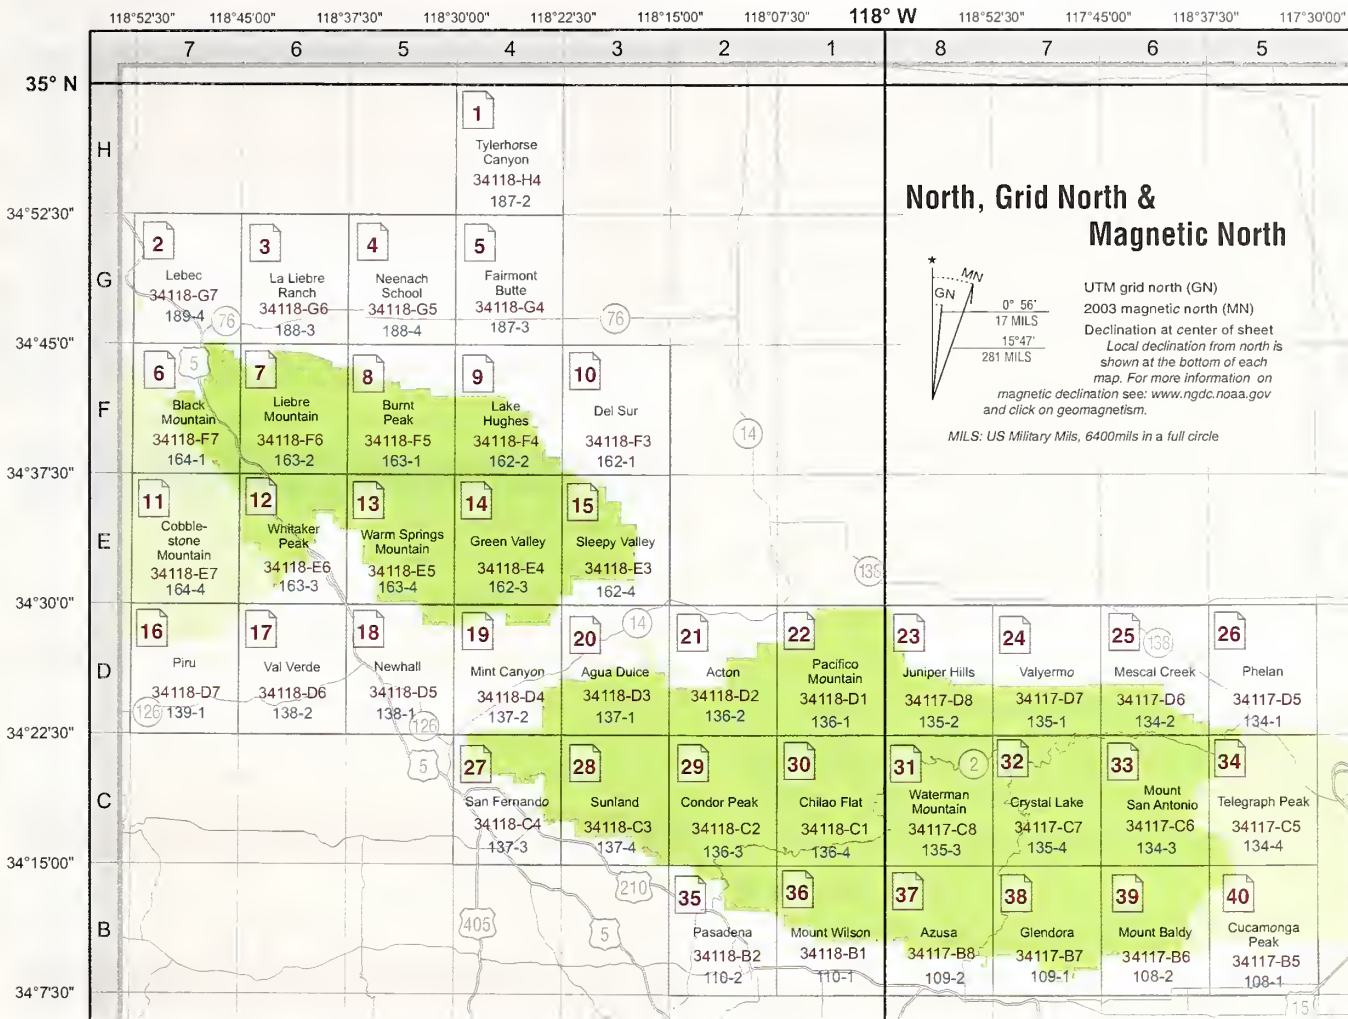 118°52'30" 118°45'00" 118°37'30" 118°30'00" 118°22'30" 118°15'00" 118°07'30" 118° W 118°52'30" 117°45'00" 118°37'30" 117°30'00"
7 6 5 4 3 2 1 8 7 6 5
35° N
H
1
Tylerhorse
Canyon
34118-H4
187-2
North, Grid North &
Magnetic North
MN
GN
0° 56'
17 MILS
15°47'
281 MILS
UTM grid north (GN)
2003 magnetic north (MN)
Declination at center of sheet
Local declination from north is
shown at the bottom of each
map. For more information on
magnetic declination see: www.ngdc.noaa.gov
and click on geomagnetism.
MILS: US Military Mils, 6400mils in a full circle
34°52'30"
G
2
Lebec
34118-G7
189-4
3
La Liebre
Ranch
34118-G6
188-3
4
Neenach
School
34118-G5
188-4
5
Fairmont
Butte
34118-G4
187-3
76
76
34°45'00"
F
6
5
Black
Mountain
34118-F7
164-1
7
Liebre
Mountain
34118-F6
163-2
8
Burnt
Peak
34118-F5
163-1
9
Lake
Hughes
34118-F4
162-2
10
Del Sur
34118-F3
162-1
14
34°37'30"
E
11
Cobble-
stone
Mountain
34118-E7
164-4
12
Whitaker
Peak
34118-E6
163-3
13
Warm Springs
Mountain
34118-E5
163-4
14
Green Valley
34118-E4
162-3
15
Sleepy Valley
34118-E3
162-4
138
34°30'0"
D
16
Piru
34118-D7
139-1
126
17
Val Verde
34118-D6
138-2
18
Newhall
34118-D5
138-1
126
19
Mint Canyon
34118-D4
137-2
20
14
Agua Dulce
34118-D3
137-1
21
Acton
34118-D2
136-2
22
Pacifico
Mountain
34118-D1
136-1
23
Juniper Hills
34117-D8
135-2
24
Valyermo
34117-D7
135-1
25
138
Mescal Creek
34117-D6
134-2
26
Phelan
34117-D5
134-1
34°22'30"
C
5
27
San Fernando
34118-C4
137-3
28
Sunland
34118-C3
137-4
29
Condor Peak
34118-C2
136-3
30
Chilao Flat
34118-C1
136-4
31
2
Waterman
Mountain
34117-C8
135-3
32
Crystal Lake
34117-C7
135-4
33
Mount
San Antonio
34117-C6
134-3
34
Telegraph Peak
34117-C5
134-4
34°15'00"
B
405
210
5
35
Pasadena
34118-B2
110-2
36
Mount Wilson
34118-B1
110-1
37
Azusa
34117-B8
109-2
38
Glendora
34117-B7
109-1
39
Mount Baldy
34117-B6
108-2
40
Cucamonga
Peak
34117-B5
108-1
15
34°7'30"